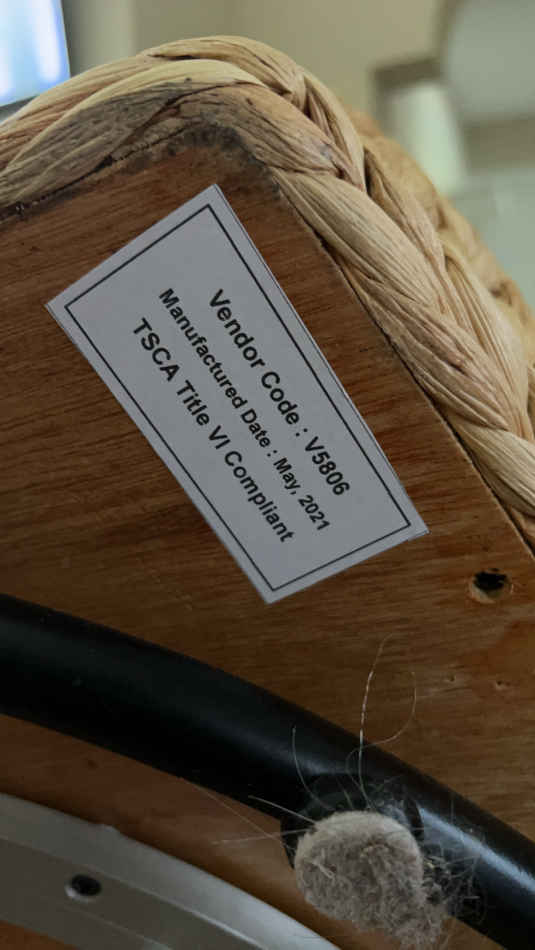 Vendor Code : V5806
Manufactured Date : May, 2021
TSCA Title VI Compliant